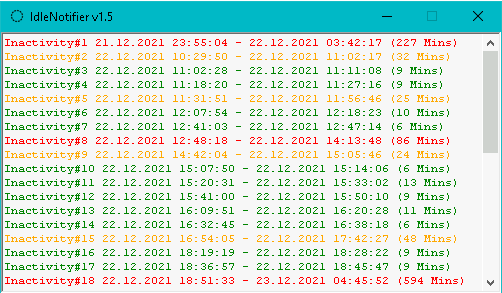 IdleNotifier v1.5
Inactivity#1 21.12.2021 23:55:04 - 22.12.2021 03:42:17 (227 Mins)
Inactivity#2 22.12.2021 10:29:50 - 22.12.2021 11:02:17 (32 Mins)
Inactivity#3 22.12.2021 11:02:28 - 22.12.2021 11:11:08 (9 Mins)
Inactivity#4 22.12.2021 11:18:20 - 22.12.2021 11:27:16 (9 Mins)
Inactivity#5 22.12.2021 11:31:51 - 22.12.2021 11:56:46 (25 Mins)
Inactivity#6 22.12.2021 12:07:54 - 22.12.2021 12:18:23 (10 Mins)
Inactivity#7 22.12.2021 12:41:03 - 22.12.2021 12:47:14 (6 Mins)
Inactivity#8 22.12.2021 12:48:18 - 22.12.2021 14:13:48 (86 Mins)
Inactivity#9 22.12.2021 14:42:04 - 22.12.2021 15:05:46 (24 Mins)
Inactivity#10 22.12.2021 15:07:50 - 22.12.2021 15:14:06 (6 Mins)
Inactivity#11 22.12.2021 15:20:31 - 22.12.2021 15:33:02 (13 Mins)
Inactivity#12 22.12.2021 15:41:00 - 22.12.2021 15:50:10 (9 Mins)
Inactivity#13 22.12.2021 16:09:51 - 22.12.2021 16:20:28 (11 Mins)
Inactivity#14 22.12.2021 16:32:45 - 22.12.2021 16:38:18 (6 Mins)
Inactivity#15 22.12.2021 16:54:05 - 22.12.2021 17:42:27 (48 Mins)
Inactivity#16 22.12.2021 18:19:19 - 22.12.2021 18:28:22 (9 Mins)
Inactivity#17 22.12.2021 18:36:57 - 22.12.2021 18:45:47 (9 Mins)
Inactivity#18 22.12.2021 18:51:33 - 23.12.2021 04:45:52 (594 Mins)